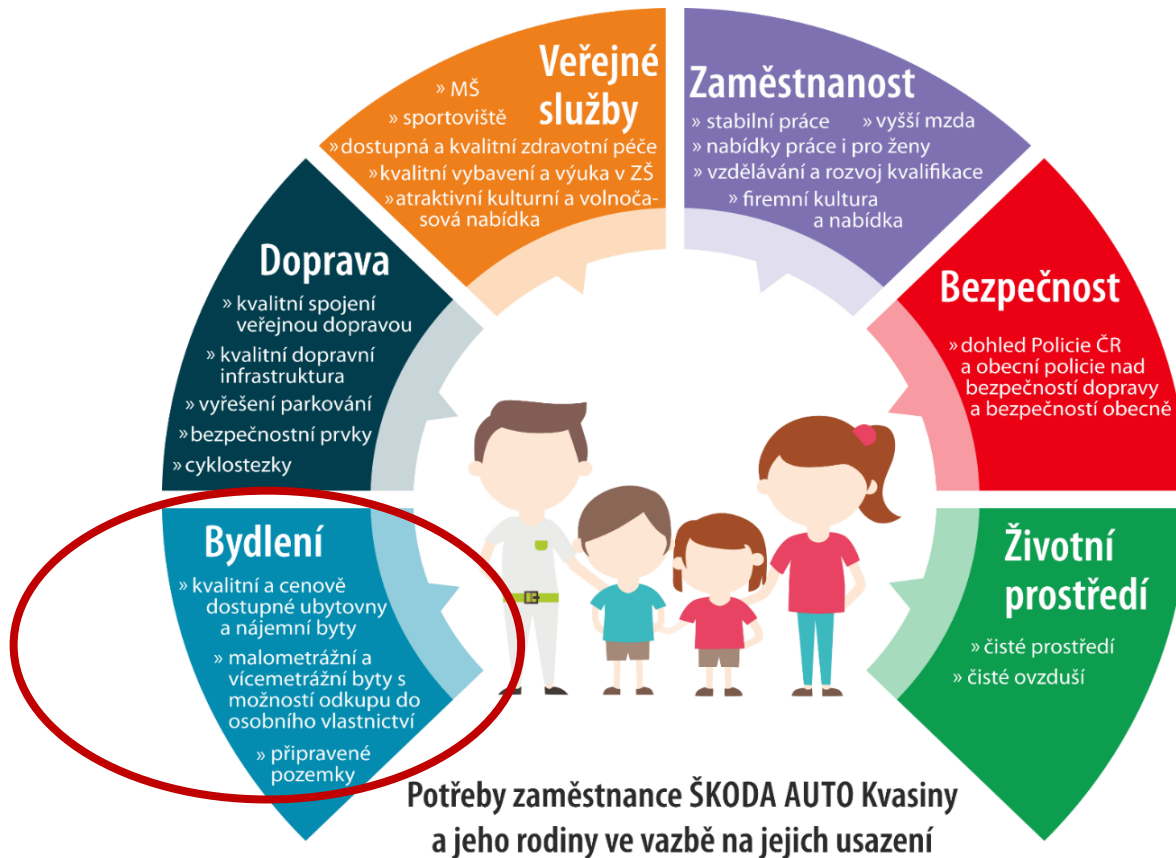 Veřejné
služby
» MŠ
» sportoviště
» dostupná a kvalitní zdravotní péče
» kvalitní vybavení a výuka v ZŠ
» atraktivní kulturní a volnoča-
sová nabídka
Zaměstnanost
» stabilní práce » vyšší mzda
» nabídky práce i pro ženy
» vzdělávání a rozvoj kvalifikace
» firemní kultura
a nabídka
Doprava
» kvalitní spojení
veřejnou dopravou
» kvalitní dopravní
infrastruktura
» vyřešení parkování
» bezpečnostní prvky
» cyklostezky
Bezpečnost
» dohled Policie ČR
a obecní policie nad
bezpečností dopravy
a bezpečností obecně
Bydlení
» kvalitní a cenově
dostupné ubytovny
a nájemní byty
» malometrážní a
vícemetrážní byty s
možností odkupu do
osobního vlastnictví
» připravené
pozemky
Životní
prostředí
» čisté prostředí
» čisté ovzduší
Potřeby zaměstnance ŠKODA AUTO Kvasiny
a jeho rodiny ve vazbě na jejich usazení